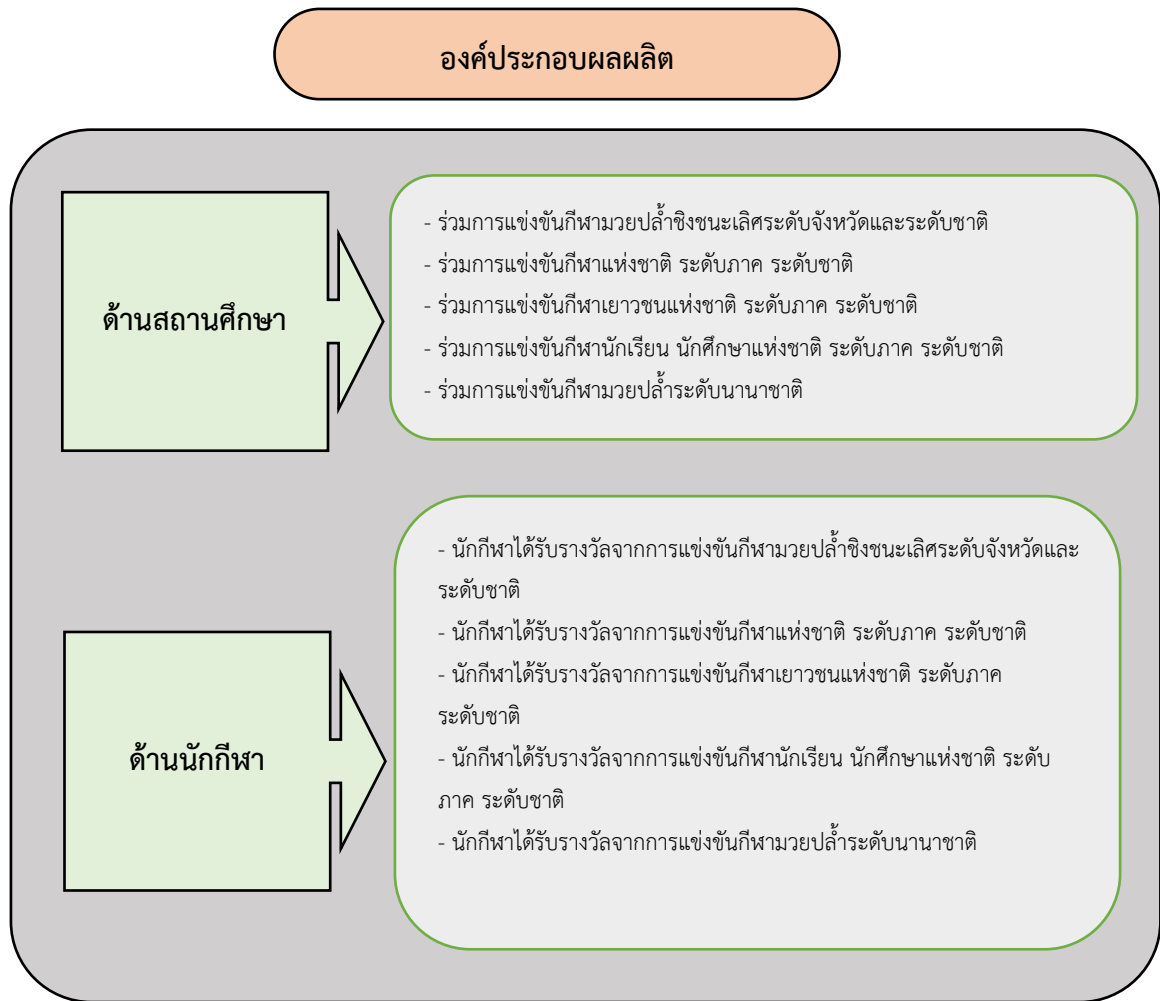 องค์ประกอบผลผลิต
ด้านสถานศึกษา
- ร่วมการแข่งขันกีฬามวยปล้ำชิงชนะเลิศระดับจังหวัดและระดับชาติ
- ร่วมการแข่งขันกีฬาแห่งชาติ ระดับภาค ระดับชาติ
- ร่วมการแข่งขันกีฬาเยาวชนแห่งชาติ ระดับภาค ระดับชาติ
- ร่วมการแข่งขันกีฬานักเรียน นักศึกษาแห่งชาติ ระดับภาค ระดับชาติ
- ร่วมการแข่งขันกีฬามวยปล้ำระดับนานาชาติ
ด้านนักกีฬา
- นักกีฬาได้รับรางวัลจากการแข่งขันกีฬามวยปล้ำชิงชนะเลิศระดับจังหวัดและ
ระดับชาติ
- นักกีฬาได้รับรางวัลจากการแข่งขันกีฬาแห่งชาติ ระดับภาค ระดับชาติ
- นักกีฬาได้รับรางวัลจากการแข่งขันกีฬาเยาวชนแห่งชาติ ระดับภาค
ระดับชาติ
- นักกีฬาได้รับรางวัลจากการแข่งขันกีฬานักเรียน นักศึกษาแห่งชาติ ระดับ
ภาค ระดับชาติ
- นักกีฬาได้รับรางวัลจากการแข่งขันกีฬามวยปล้ำระดับนานาชาติ